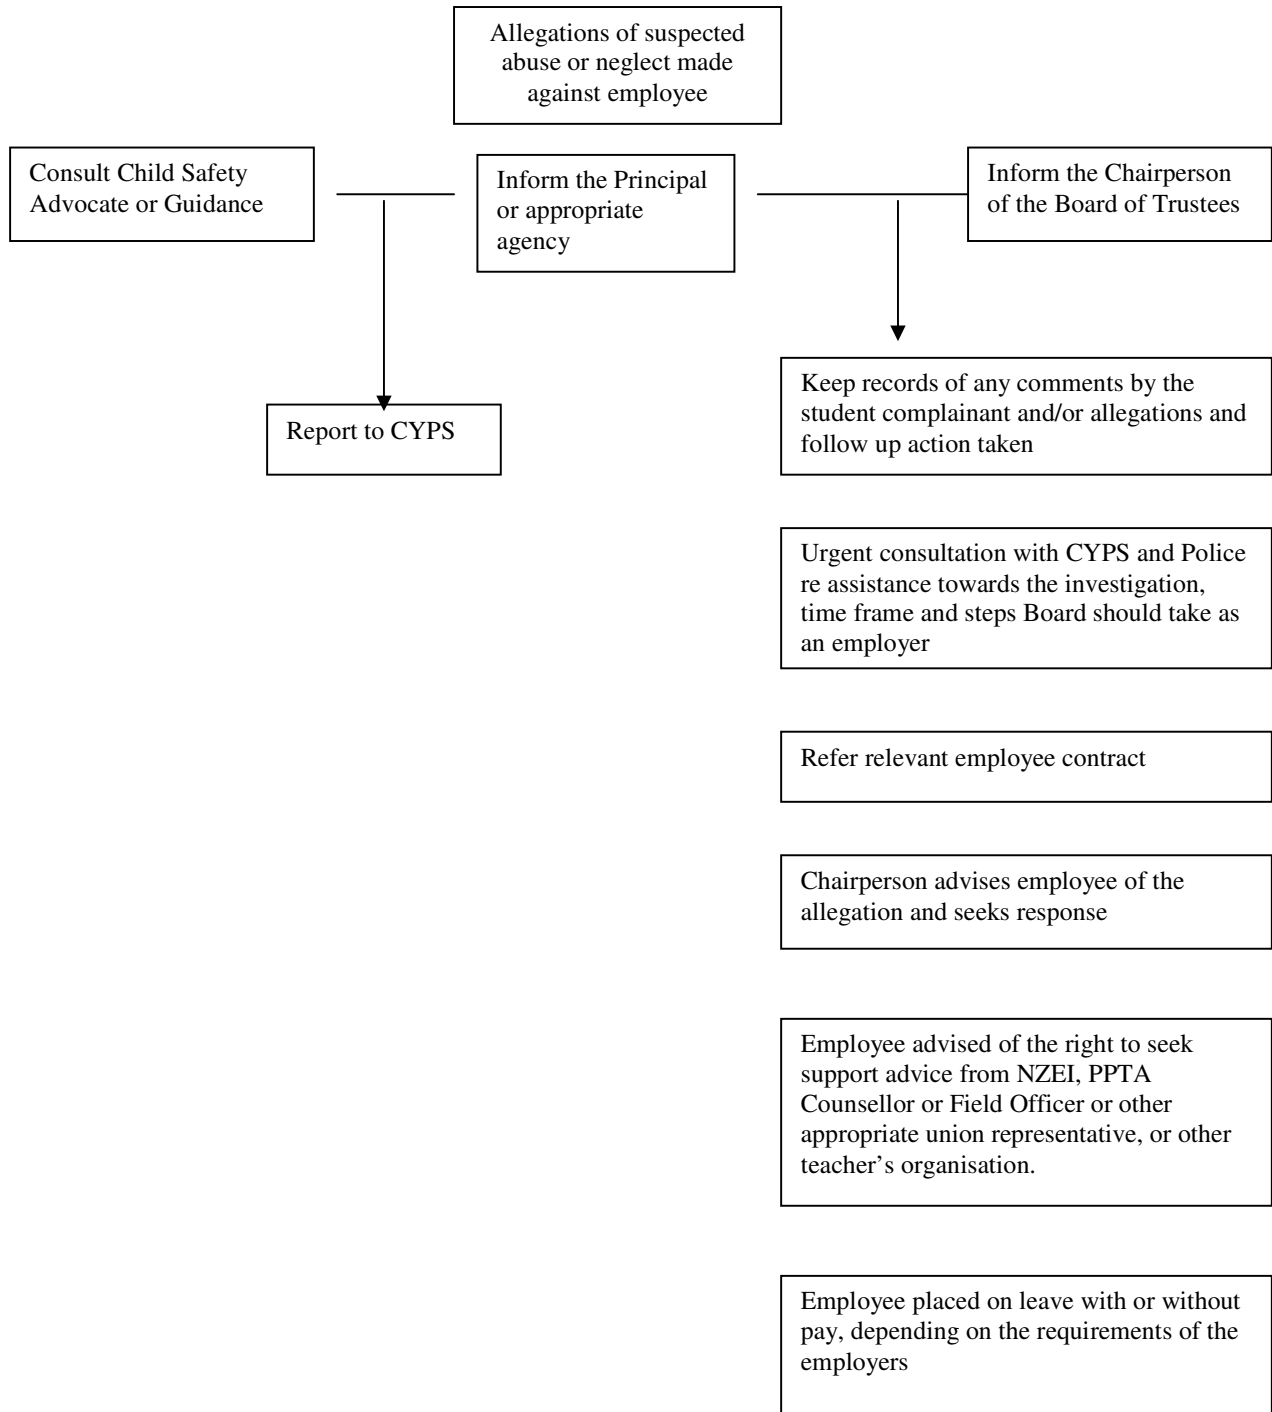 Allegations of suspected
abuse or neglect made
against employee
Consult Child Safety
Advocate or Guidance
Inform the Principal
or appropriate
agency
Inform the Chairperson
of the Board of Trustees
Report to CYPS
Keep records of any comments by the
student complainant and/or allegations and
follow up action taken
Urgent consultation with CYPS and Police
re assistance towards the investigation,
time frame and steps Board should take as
an employer
Refer relevant employee contract
Chairperson advises employee of the
allegation and seeks response
Employee advised of the right to seek
support advice from NZEI, PPTA
Counsellor or Field Officer or other
appropriate union representative, or other
teacher’s organisation.
Employee placed on leave with or without
pay, depending on the requirements of the
employers